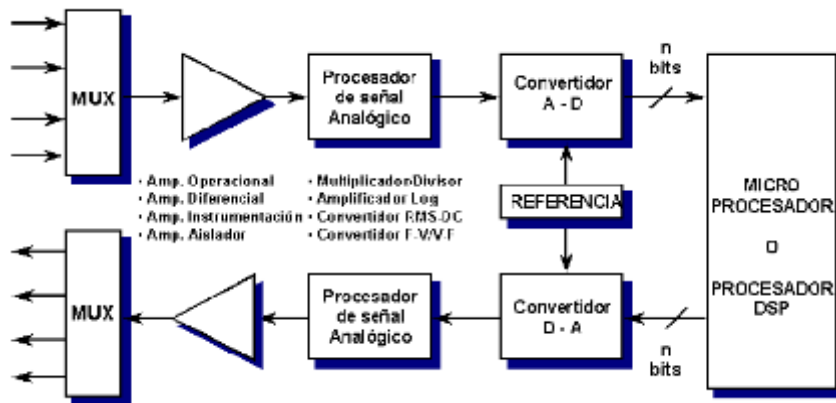 MUX
Procesador
de señal
Analógico
Convertidor
A - D
n
bits
• Amp. Operacional
• Amp. Diferencial
• Amp. Instrumentación
• Amp. Aislador
• Multiplicador-Divisor
• Amplificador Log
• Convertidor RMS-DC
• Convertidor F-V/V-F
REFERENCIA
MICRO
PROCESADOR
O
PROCESADOR
DSP
MUX
Procesador
de señal
Analógico
Convertidor
D - A
n
bits